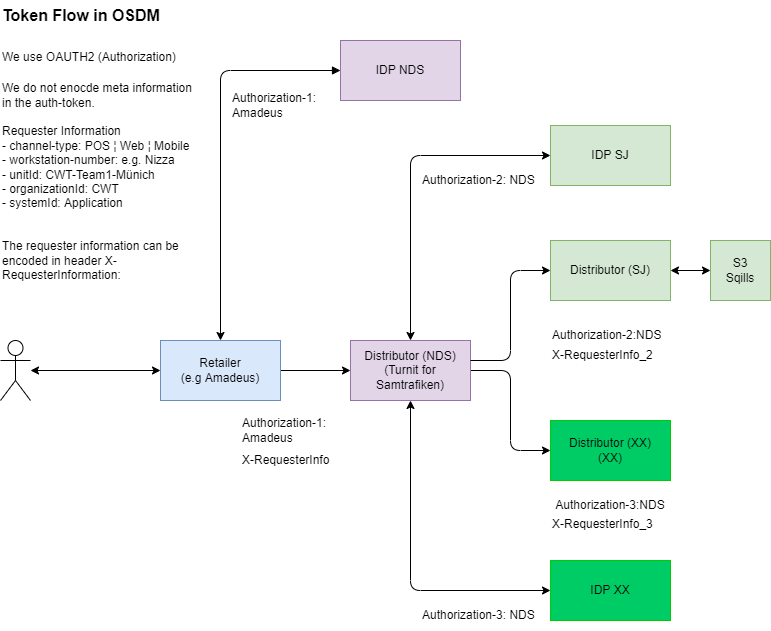 Token Flow in OSDM
We use OAUTH2 (Authorization)
We do not enocde meta information
in the auth-token.
Requester Information
- channel-type: POS ¦ Web ¦ Mobile
- workstation-number: e.g. Nizza
- unitId: CWT-Team1-Münich
- organizationId: CWT
- systemId: Application
The requester information can be
encoded in header X-
RequesterInformation:
IDP NDS
Authorization-1:
Amadeus
IDP SJ
Authorization-2: NDS
Distributor (SJ)
S3
Sqills
Authorization-2:NDS
X-RequesterInfo_2
Retailer
(e.g Amadeus)
Distributor (NDS)
(Turnit for
Samtrafiken)
Authorization-1:
Amadeus
X-RequesterInfo
Distributor (XX)
(XX)
Authorization-3:NDS
X-RequesterInfo_3
IDP XX
Authorization-3: NDS